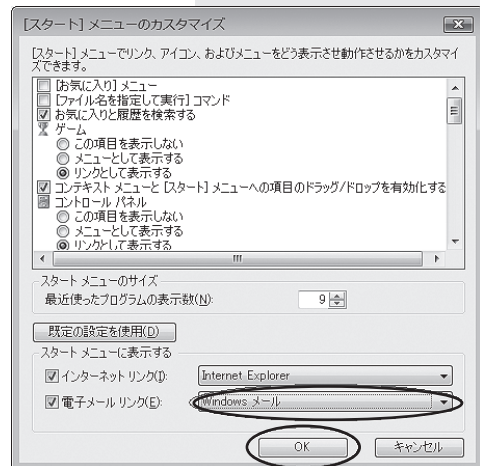 [スタート] メニューのカスタマイズ
[スタート] メニューでリンク、アイコン、およびメニューをどう表示させ動作させるかをカスタマイ
ズできます。
[お気に入り] メニュー
[ファイル名を指定して実行] コマンド
お気に入りと履歴を検索する
ゲーム
この項目を表示しない
メニューとして表示する
リンクとして表示する
コンテキスト メニューと [スタート] メニューへの項目のドラッグ/ドロップを有効化する
コントロール パネル
この項目を表示しない
メニューとして表示する
リンクとして表示する
スタート メニューのサイズ
最近使ったプログラムの表示数(N): 9
既定の設定を使用(D)
スタート メニューに表示する
インターネット リンク(I): Internet Explorer
電子メール リンク(E): Windows メール
OK キャンセル